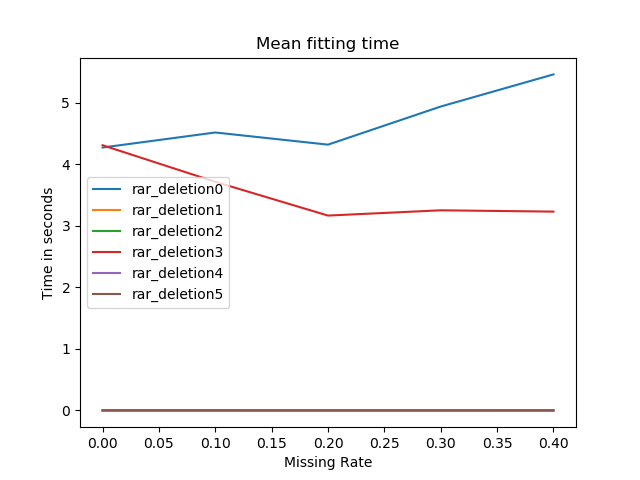 Mean fitting time
Time in seconds
5
4
3
2
1
0
rar_deletion0
rar_deletion1
rar_deletion2
rar_deletion3
rar_deletion4
rar_deletion5
0.00 0.05 0.10 0.15 0.20 0.25 0.30 0.35 0.40
Missing Rate